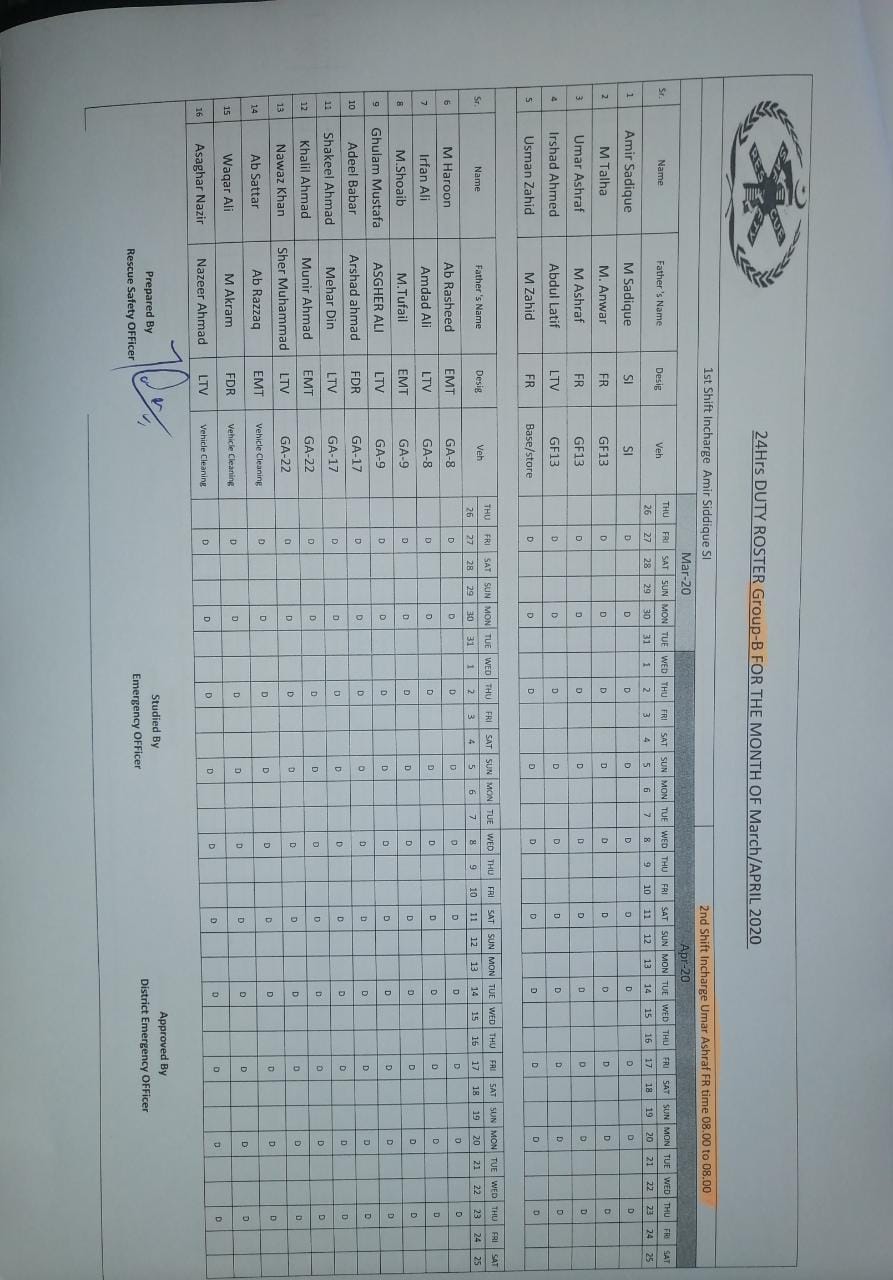 24Hrs DUTY ROSTER Group-B FOR THE MONTH OF March/APRIL 2020
1st Shift Incharge Amir Siddique SI 2nd Shift Incharge Umar Ashraf FR time 08.00 to 08.00
Mar-20 Apr-20
Sr. Name Father 's Name Desig Veh THU FRI SAT SUN MON TUE WED THU FRI SAT SUN MON TUE WED THU FRI SAT SUN MON TUE WED THU FRI SAT SUN MON TUE WED THU FRI SAT
26 27 28 29 30 31 1 2 3 4 5 6 7 8 9 10 11 12 13 14 15 16 17 18 19 20 21 22 23 24 25
1 Amir Sadique M Sadique SI SI D D D D D D D D D D
2 M Talha M. Anwar FR GF13 D D D D D D D D D D
3 Umar Ashraf M Ashraf FR GF13 D D D D D D D D D D
4 Irshad Ahmed Abdul Latif LTV GF13 D D D D D D D D D D
5 Usman Zahid M Zahid FR Base/store D D D D D D D D D D
Sr. Name Father 's Name Desig Veh THU FRI SAT SUN MON TUE WED THU FRI SAT SUN MON TUE WED THU FRI SAT SUN MON TUE WED THU FRI SAT SUN MON TUE WED THU FRI SAT
26 27 28 29 30 31 1 2 3 4 5 6 7 8 9 10 11 12 13 14 15 16 17 18 19 20 21 22 23 24 25
6 M Haroon Ab Rasheed EMT GA-8 D D D D D D D D D D
7 Irfan Ali Amdad Ali LTV GA-8 D D D D D D D D D D
8 M.Shoaib M.Tufail EMT GA-9 D D D D D D D D D D
9 Ghulam Mustafa ASGHER ALI LTV GA-9 D D D D D D D D D D
10 Adeel Babar Arshad ahmad FDR GA-17 D D D D D D D D D D
11 Shakeel Ahmad Mehar Din LTV GA-17 D D D D D D D D D D
12 Khalil Ahmad Munir Ahmad EMT GA-22 D D D D D D D D D D
13 Nawaz Khan Sher Muhammad LTV GA-22 D D D D D D D D D D
14 Ab Sattar Ab Razzaq EMT Vehicle Cleaning D D D D D D D D D D
15 Waqar Ali M Akram FDR Vehicle Cleaning D D D D D D D D D D
16 Asaghar Nazir Nazeer Ahmad LTV Vehicle Cleaning D D D D D D D D D D
Prepared By Studied By Approved By
Rescue Safety OFFicer Emergency OFFicer District Emergency OFFicer